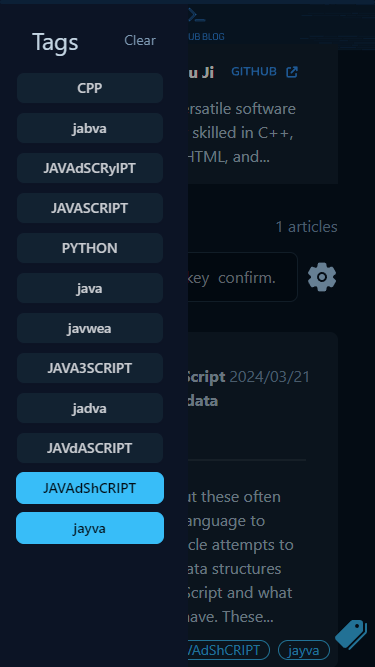 Tags
Clear
CPP
jabva
JAVAdSCRyIPT
JAVASCRIPT
PYTHON
java
javwea
JAVA3SCRIPT
jadva
JAVdASCRIPT
JAVAdShCRIPT
jayva
UB BLOG
u Ji GITHUB
ersatile software
skilled in C++,
HTML, and...
1 articles
key confirm.
Script 2024/03/21
data
ut these often
anguage to
cle attempts to
ata structures
Script and what
have. These...
VAdShCRIPT jayva